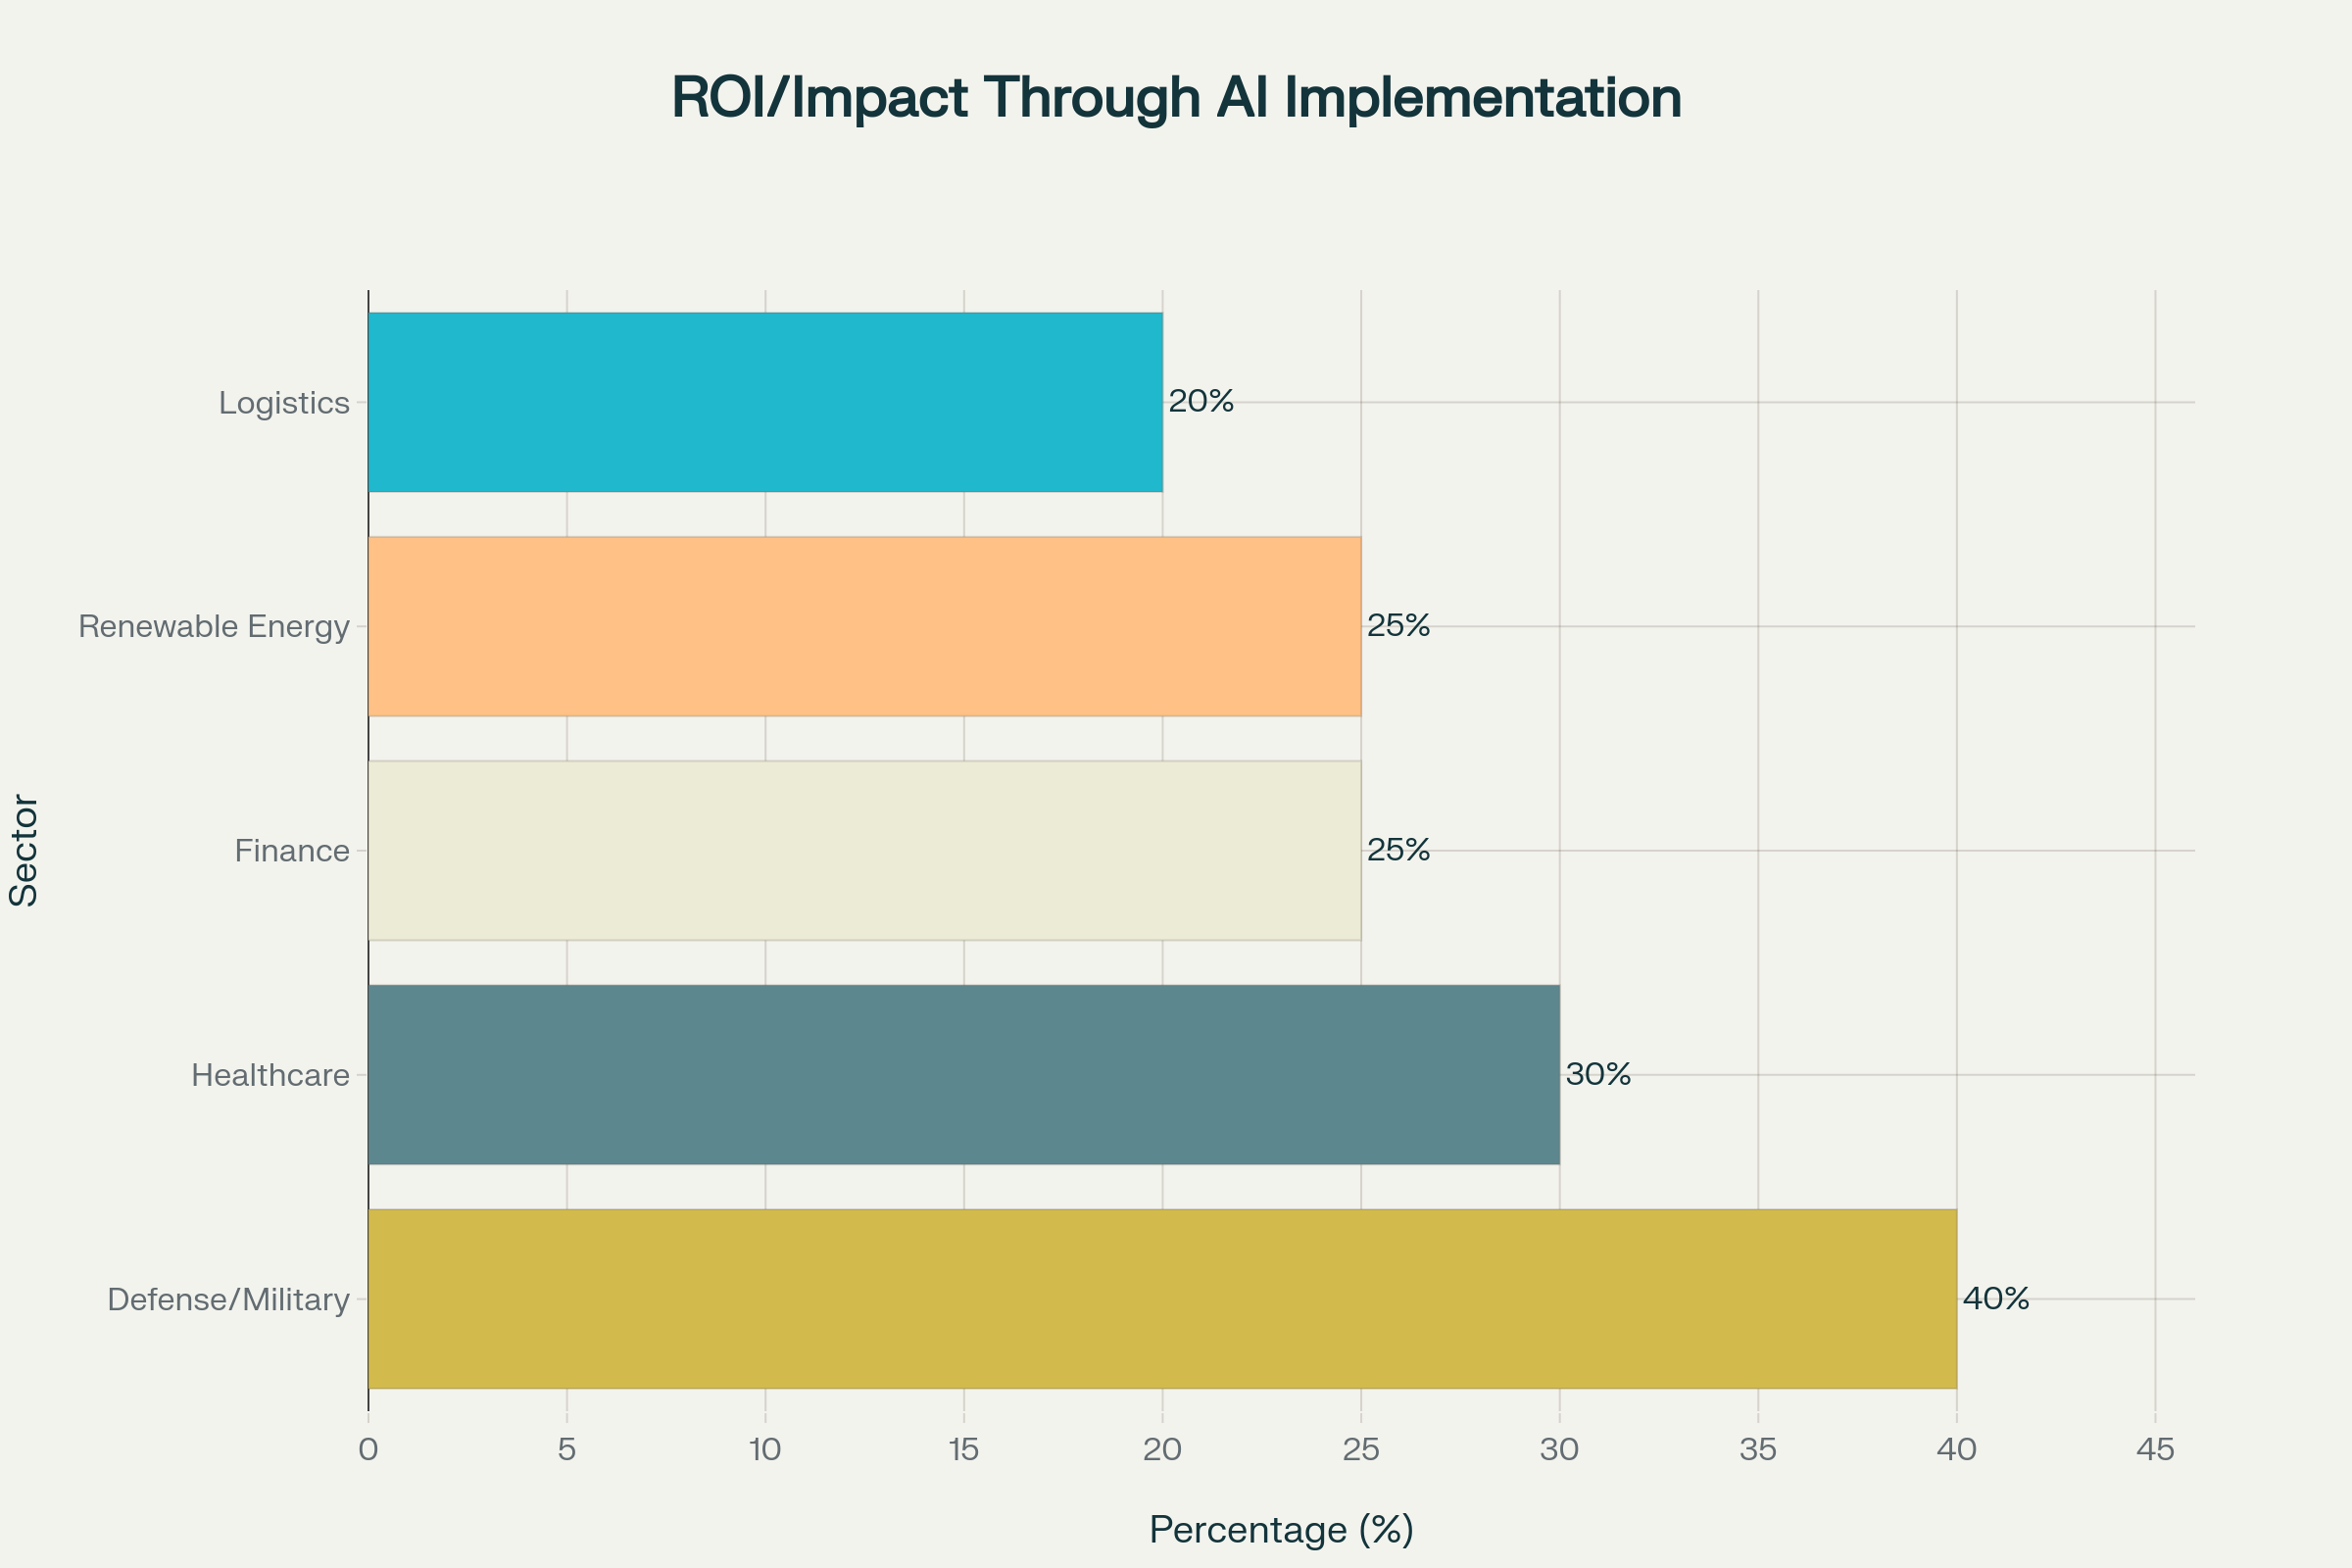 ROI/Impact Through AI Implementation
Logistics
20%
Renewable Energy
25%
Finance
25%
Healthcare
30%
Defense/Military
40%
Sector
0 5 10 15 20 25 30 35 40 45
Percentage (%)